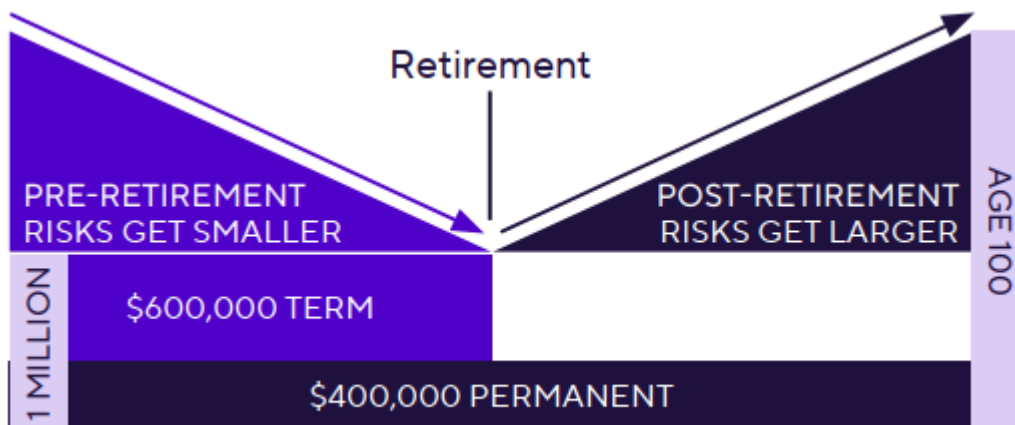 Retirement
PRE-RETIREMENT
RISKS GET SMALLER
POST-RETIREMENT
RISKS GET LARGER
AGE 100
1 MILLION
$600,000 TERM
$400,000 PERMANENT